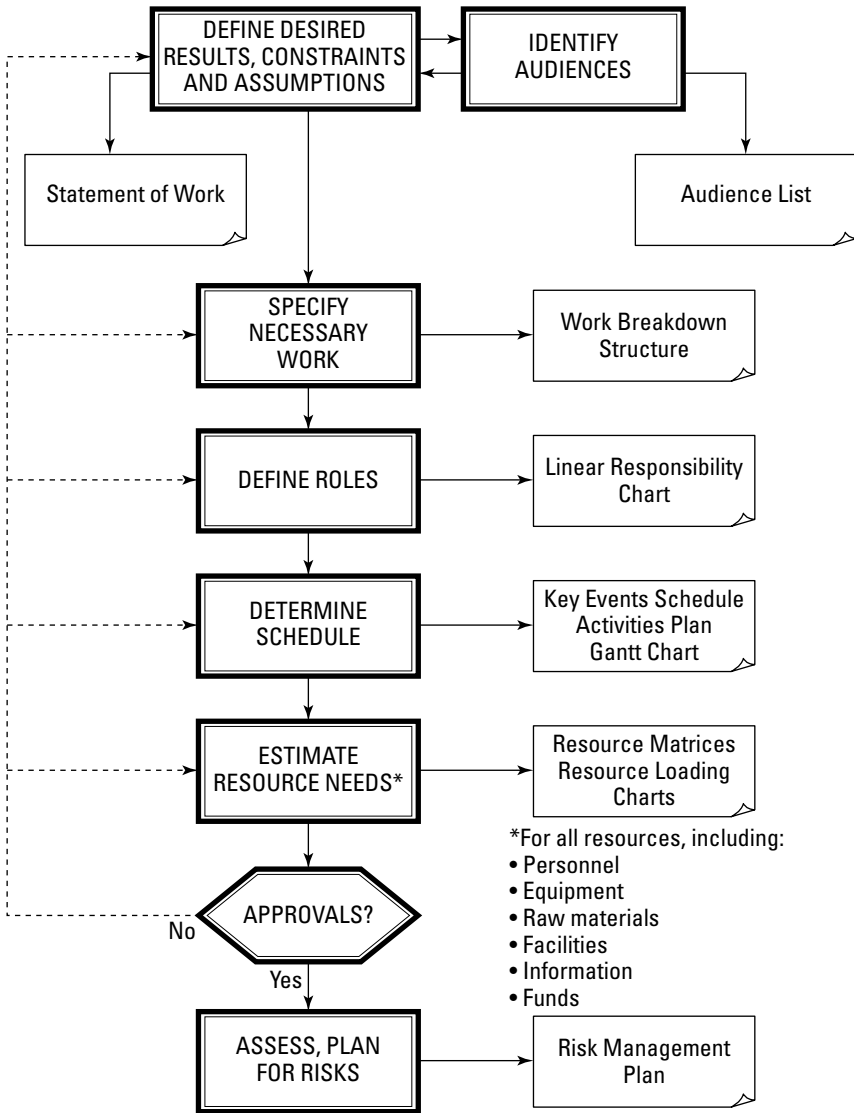 DEFINE DESIRED
RESULTS, CONSTRAINTS
AND ASSUMPTIONS
IDENTIFY
AUDIENCES
Statement of Work
Audience List
SPECIFY
NECESSARY
WORK
Work Breakdown
Structure
DEFINE ROLES
Linear Responsibility
Chart
DETERMINE
SCHEDULE
Key Events Schedule
Activities Plan
Gantt Chart
ESTIMATE
RESOURCE NEEDS*
Resource Matrices
Resource Loading
Charts
*For all resources, including:
• Personnel
• Equipment
• Raw materials
• Facilities
• Information
• Funds
APPROVALS?
No
Yes
ASSESS, PLAN
FOR RISKS
Risk Management
Plan